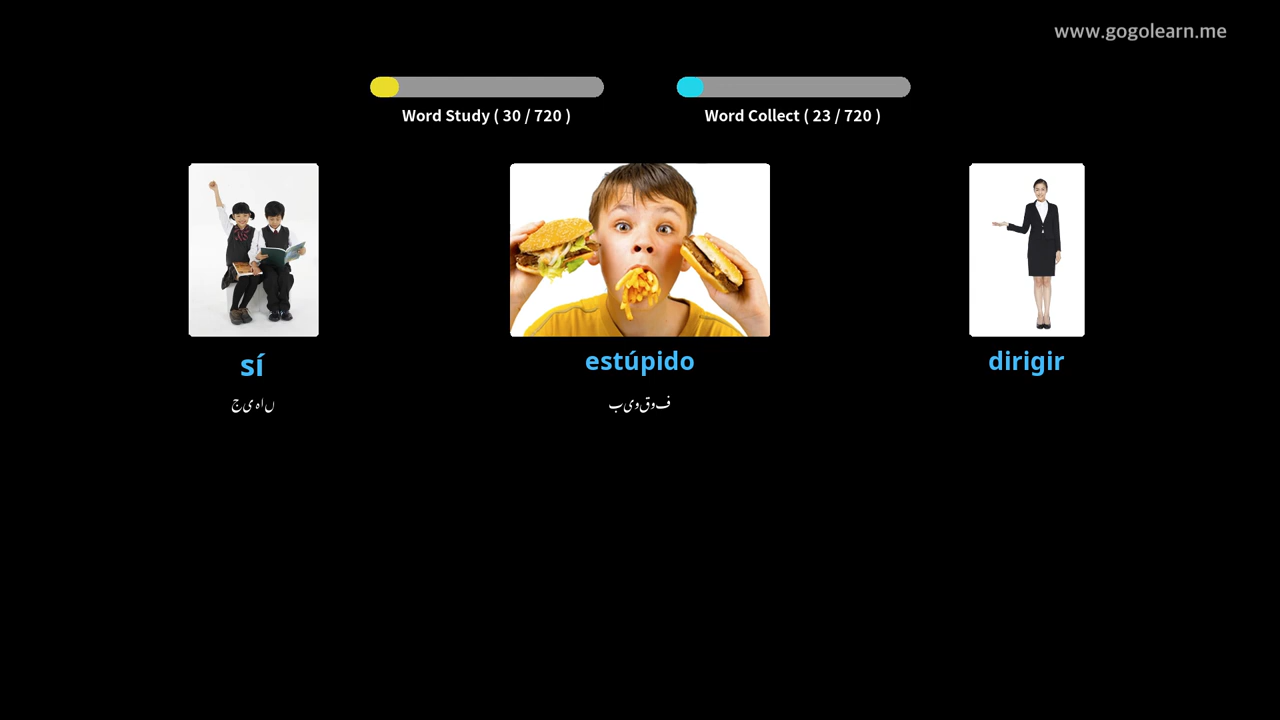 www.gogolearn.me
Word Study ( 30 / 720 )
Word Collect ( 23 / 720 )
sí
estúpido
dirigir
جی ہاں
بیوقوف